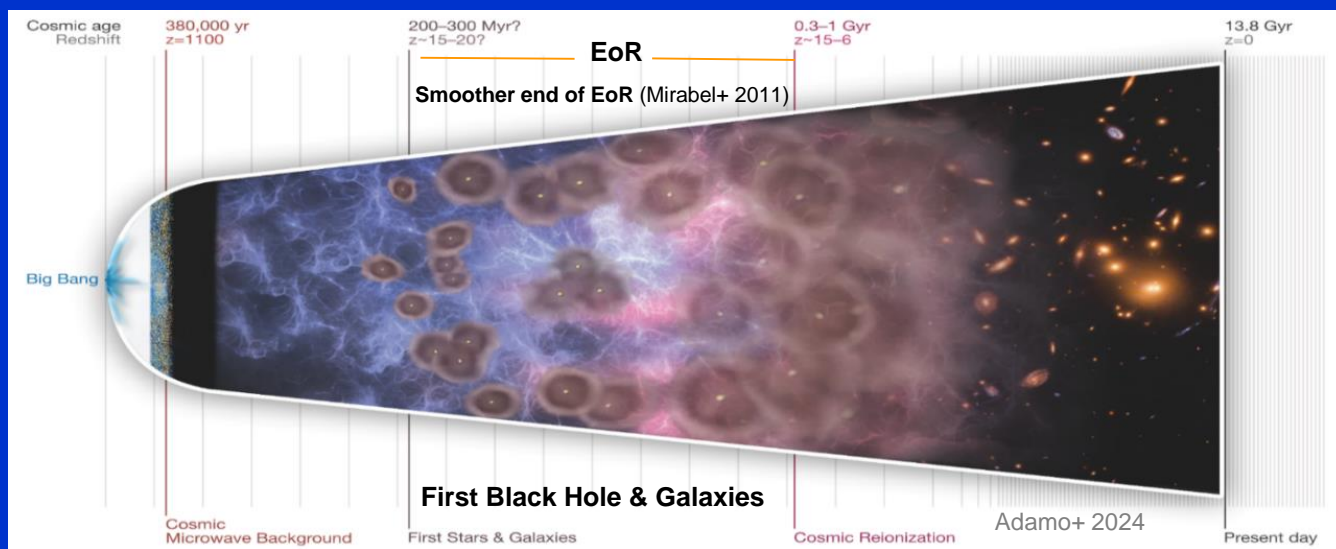 Cosmic age
Redshift
380,000 yr
z=1100
200–300 Myr?
z~15–20?
EoR
0.3–1 Gyr
z~15–6
13.8 Gyr
z=0
Smoother end of EoR (Mirabel+ 2011)
Big Bang
First Black Hole & Galaxies
Cosmic
Microwave Background
First Stars & Galaxies
Cosmic Reionization
Adamo+ 2024
Present day